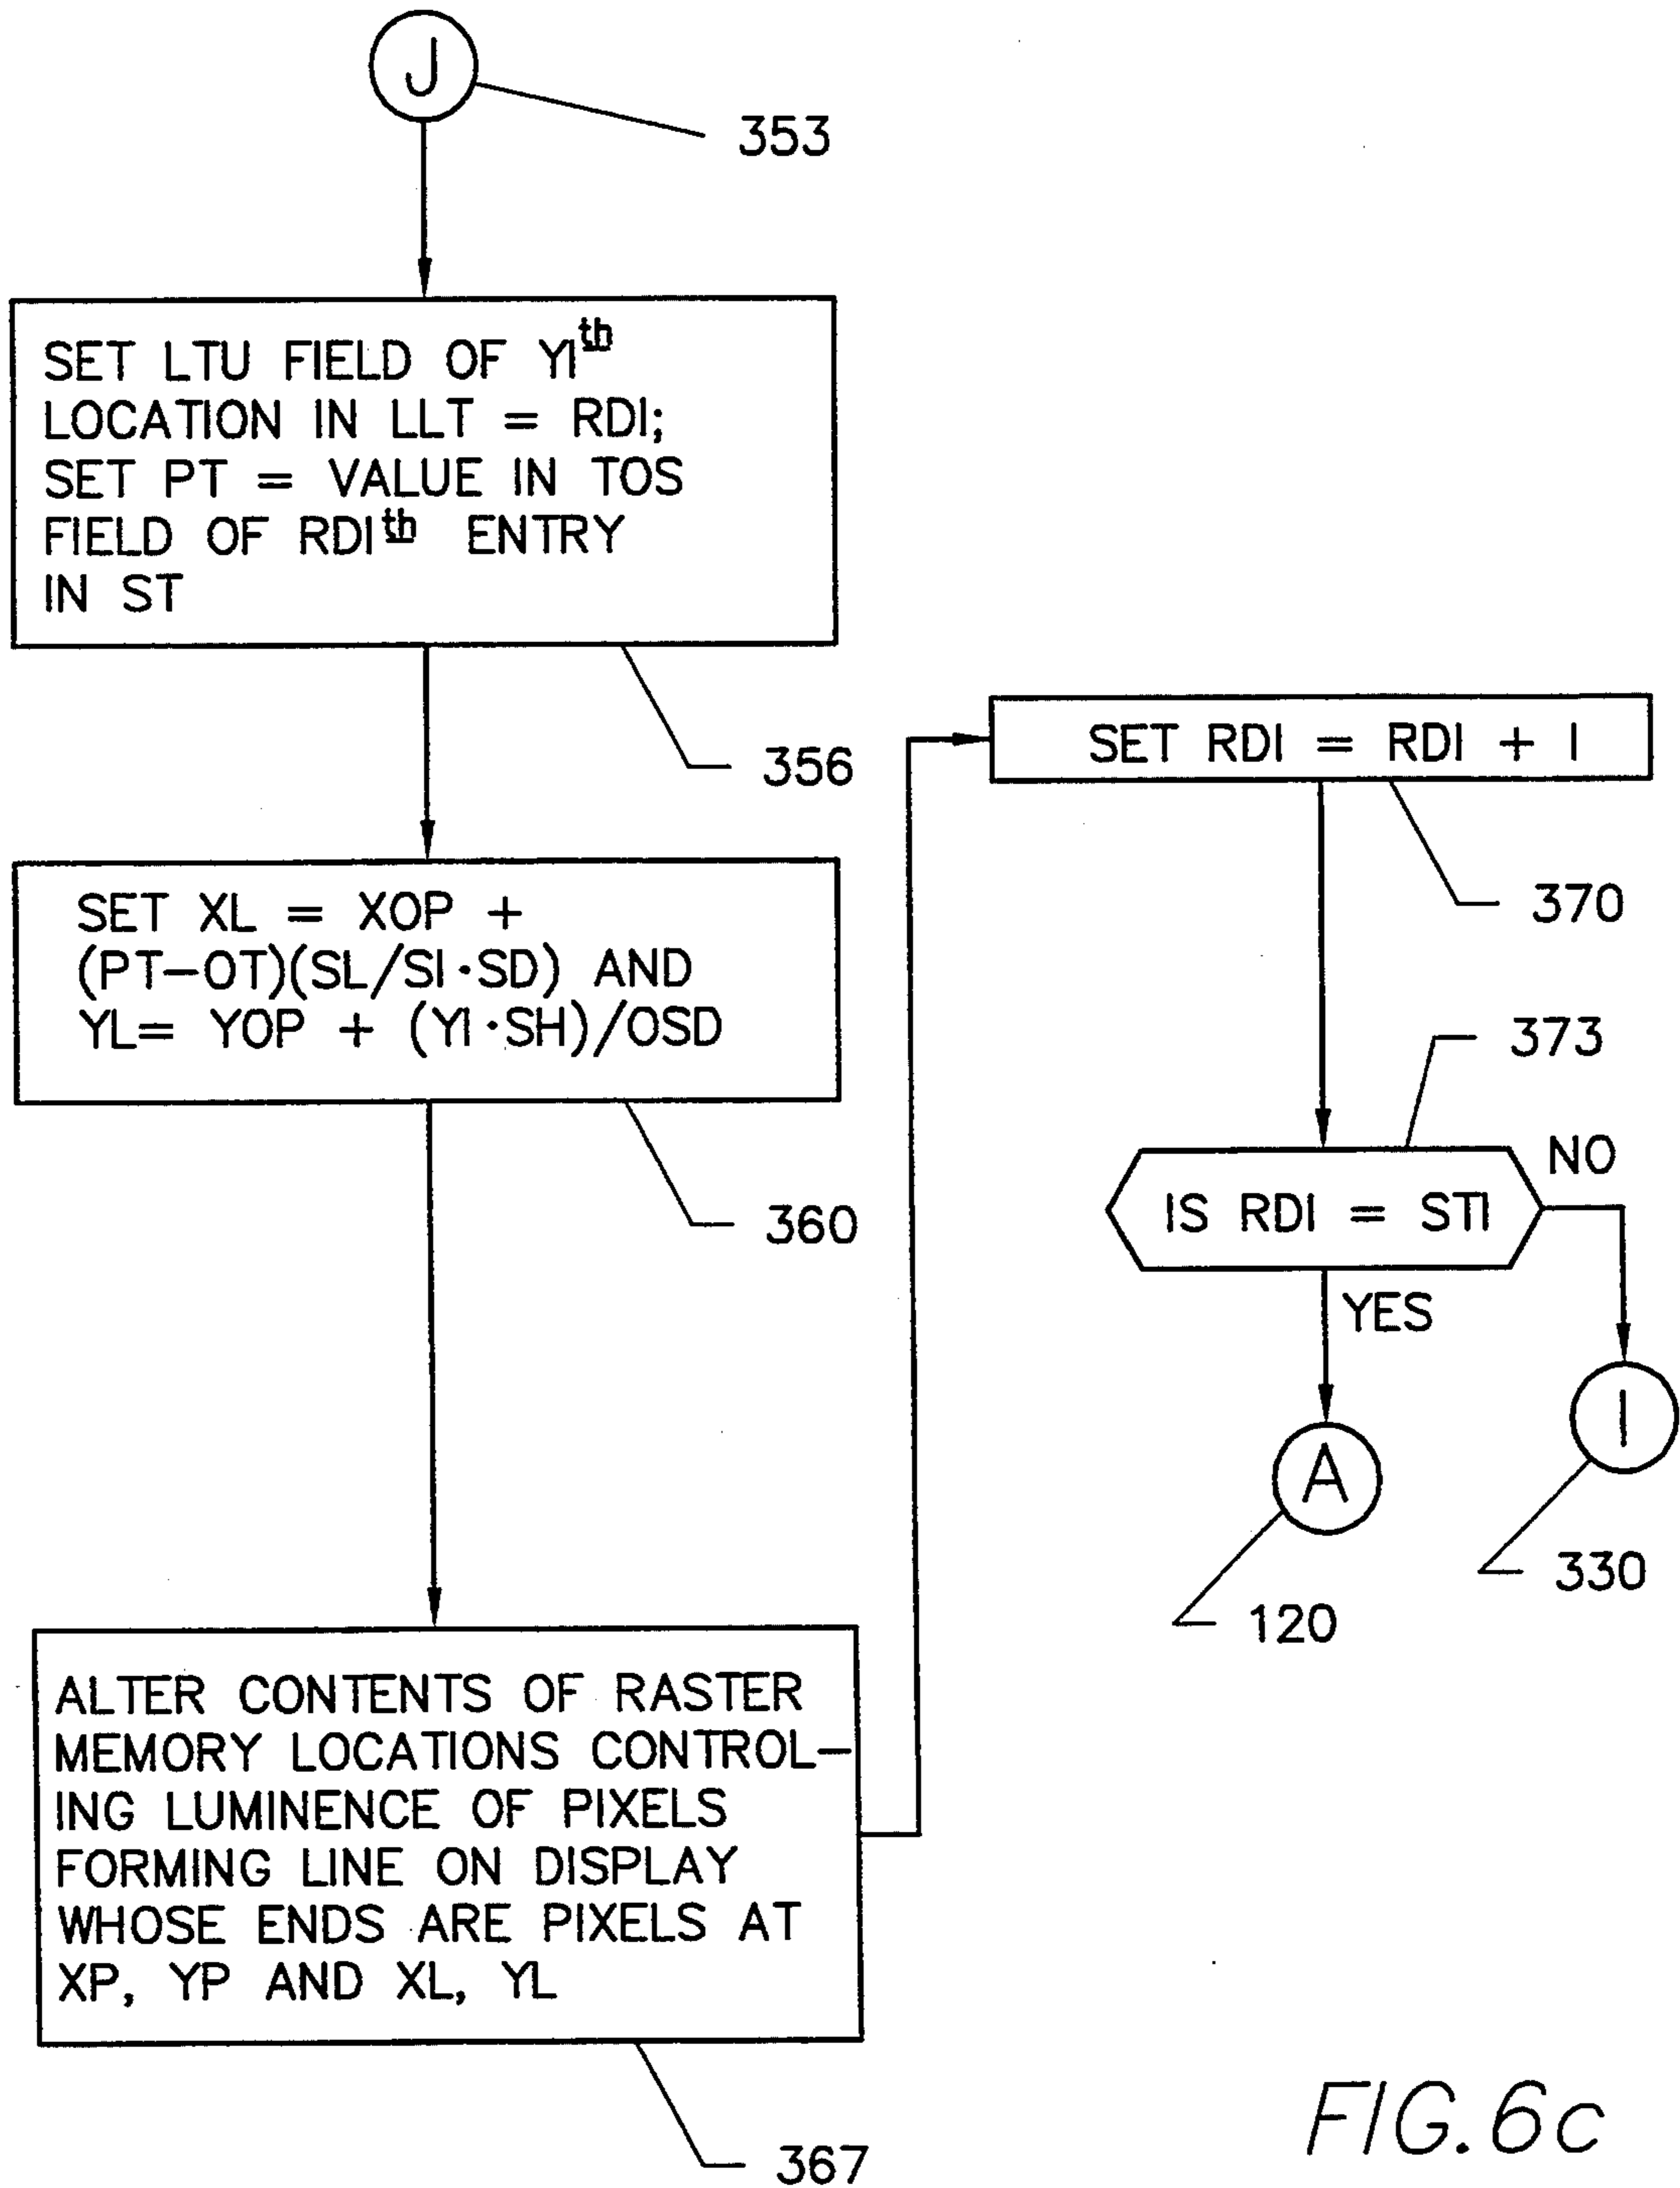 J
353
SET LTU FIELD OF YI^th
LOCATION IN LLT = RDI;
SET PT = VALUE IN TOS
FIELD OF RDI^th ENTRY
IN ST
356
SET XL = XOP +
(PT-OT)(SL/SI·SD) AND
YL= YOP + (YI·SH)/OSD
360
ALTER CONTENTS OF RASTER
MEMORY LOCATIONS CONTROL-
ING LUMINENCE OF PIXELS
FORMING LINE ON DISPLAY
WHOSE ENDS ARE PIXELS AT
XP, YP AND XL, YL
367
SET RDI = RDI + 1
370
373
IS RDI = STI
NO
YES
A
I
120
330
FIG.6c